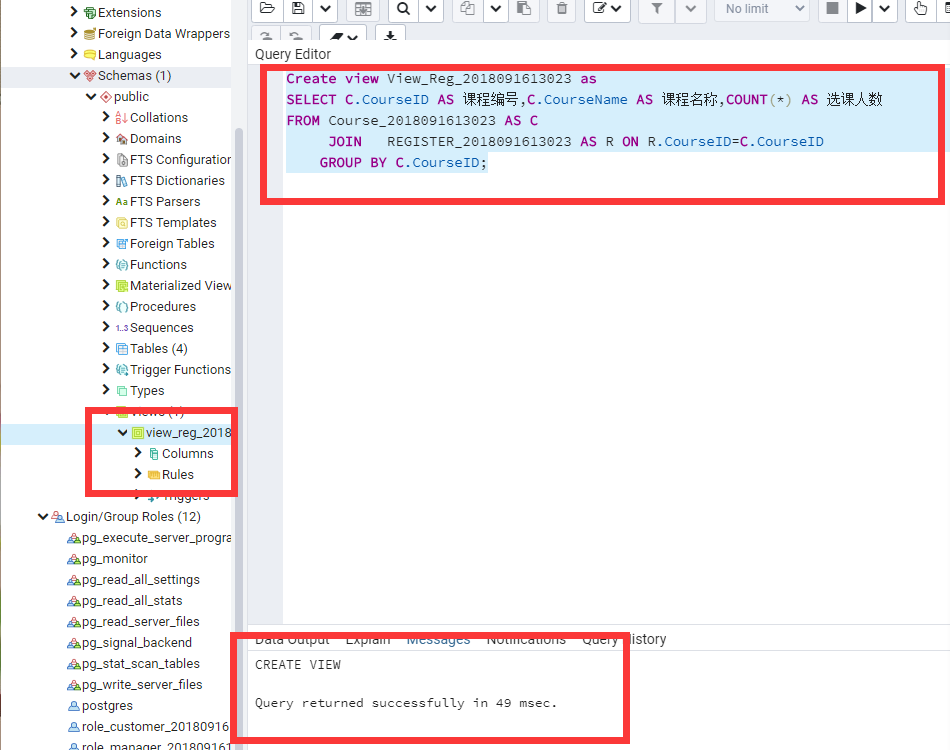 Extensions
Foreign Data Wrappers
Languages
Schemas (1)
public
Collations
Domains
FTS Configuration
FTS Dictionaries
Aa FTS Parsers
FTS Templates
Foreign Tables
Functions
Materialized View
Procedures
1..3 Sequences
Tables (4)
Trigger Functions
Types
Views (1)
view_reg_2018
Columns
Rules
Triggers
Login/Group Roles (12)
pg_execute_server_progra
pg_monitor
pg_read_all_settings
pg_read_all_stats
pg_read_server_files
pg_signal_backend
pg_stat_scan_tables
pg_write_server_files
postgres
role_customer_20180916
role_manager_201809161
No limit
Query Editor
Create view View_Reg_2018091613023 as
SELECT C.CourseID AS 课程编号,C.CourseName AS 课程名称,COUNT(*) AS 选课人数
FROM Course_2018091613023 AS C
JOIN REGISTER_2018091613023 AS R ON R.CourseID=C.CourseID
GROUP BY C.CourseID;
Data Output Explain Messages Notifications Query History
CREATE VIEW
Query returned successfully in 49 msec.